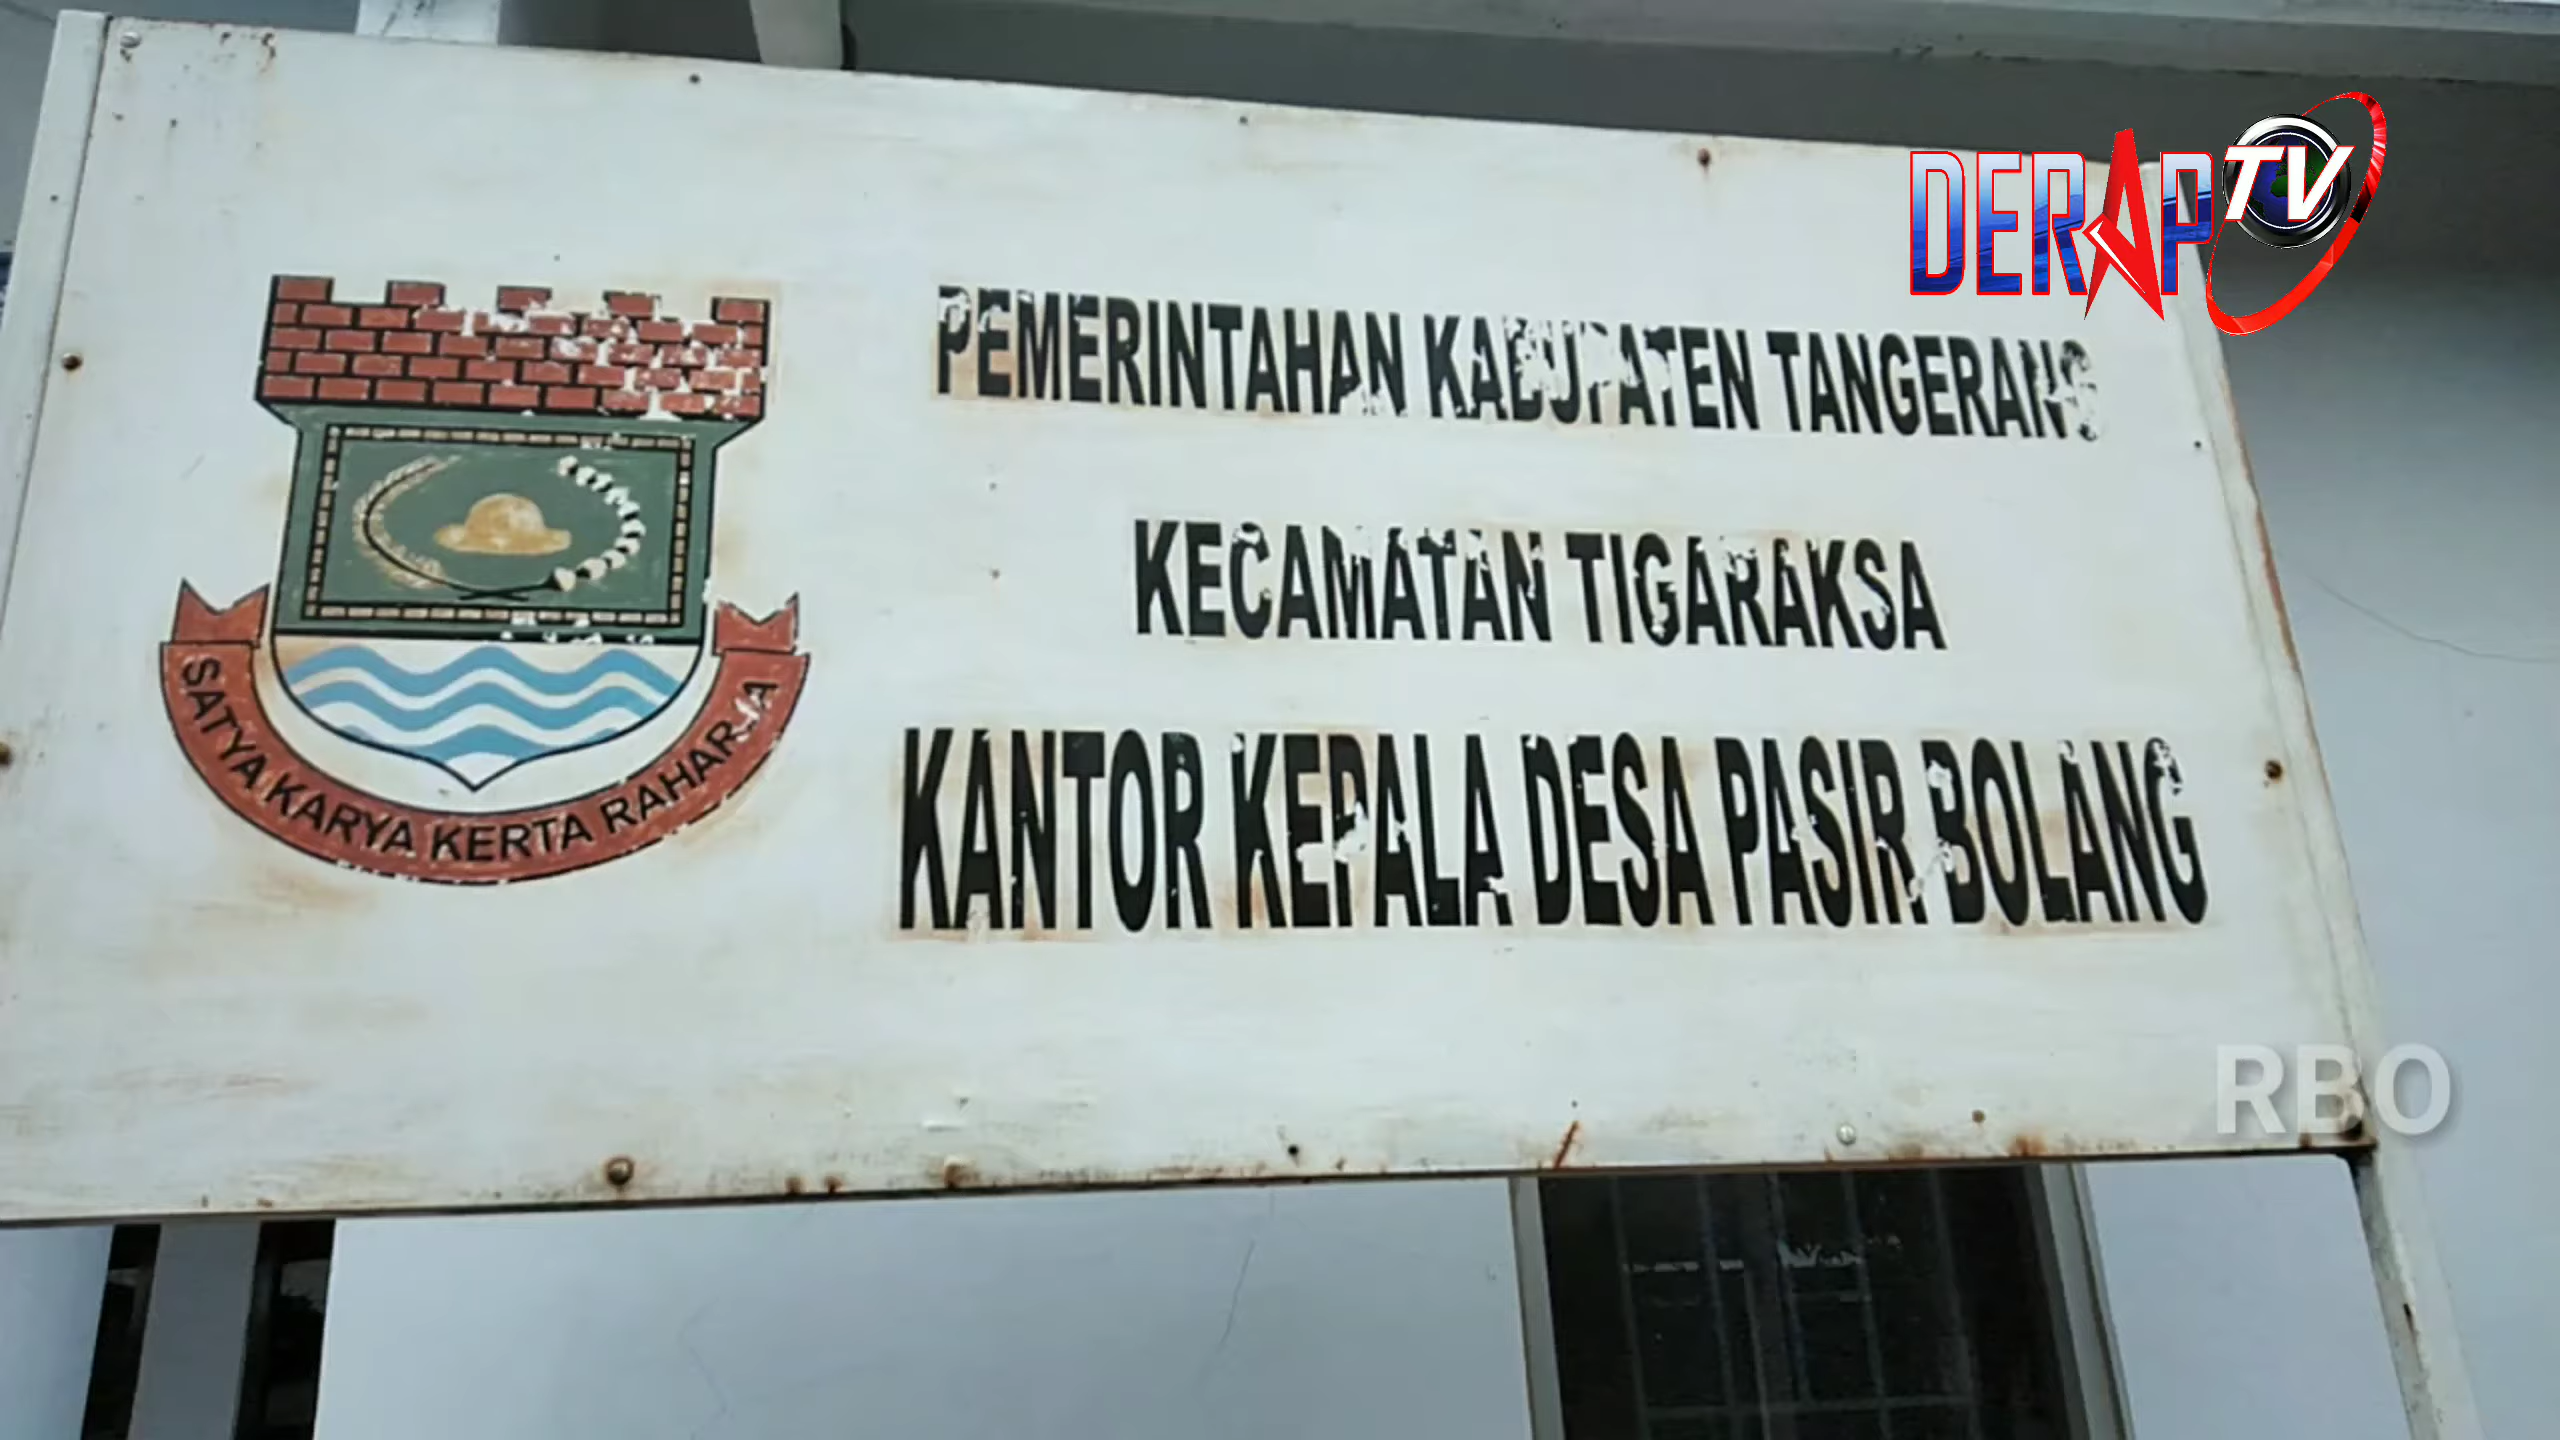 DERAP TV
PEMERINTAHAN KABUPATEN TANGERANG
KECAMATAN TIGARAKSA
KANTOR KEPALA DESA PASIR BOLANG
SATYA KARYA KERTA RAHARJA
RBO